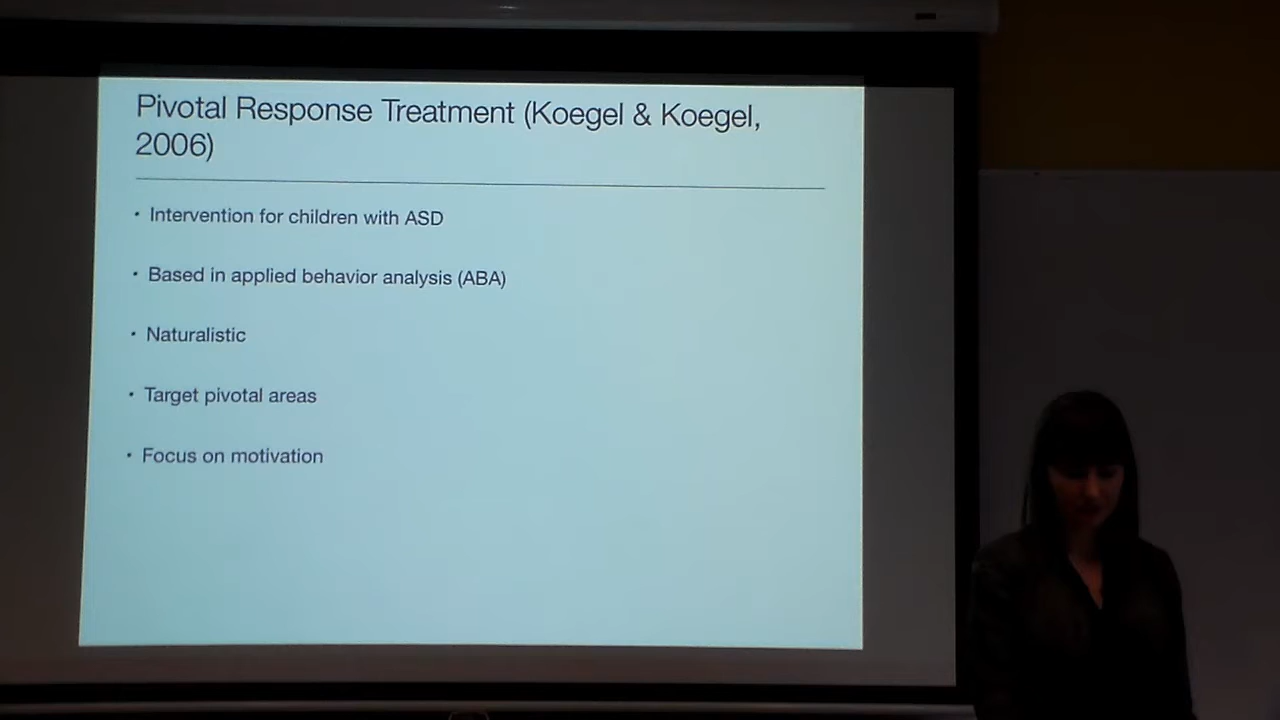 Pivotal Response Treatment (Koegel & Koegel,
2006)
• Intervention for children with ASD
• Based in applied behavior analysis (ABA)
• Naturalistic
• Target pivotal areas
• Focus on motivation